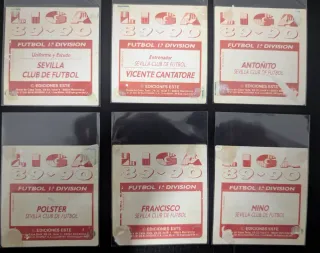 LIGA
89-90
FUTBOL 1ª DIVISION
SEVILLA
CLUB DE FUTBOL
© EDICIONES ESTE
LIGA
89-90
FUTBOL 1ª DIVISION
Entrenador
SEVILLA CLUB DE FUTBOL
VICENTE CANTATORE
© EDICIONES ESTE
LIGA
89-90
FUTBOL 1ª DIVISION
ANTOÑITO
SEVILLA CLUB DE FUTBOL
© EDICIONES ESTE
LIGA
89-90
FUTBOL 1ª DIVISION
POLSTER
SEVILLA CLUB DE FUTBOL
© EDICIONES ESTE
LIGA
89-90
FUTBOL 1ª DIVISION
FRANCISCO
SEVILLA CLUB DE FUTBOL
© EDICIONES ESTE
LIGA
89-90
FUTBOL 1ª DIVISION
MINO
SEVILLA CLUB DE FUTBOL
© EDICIONES ESTE